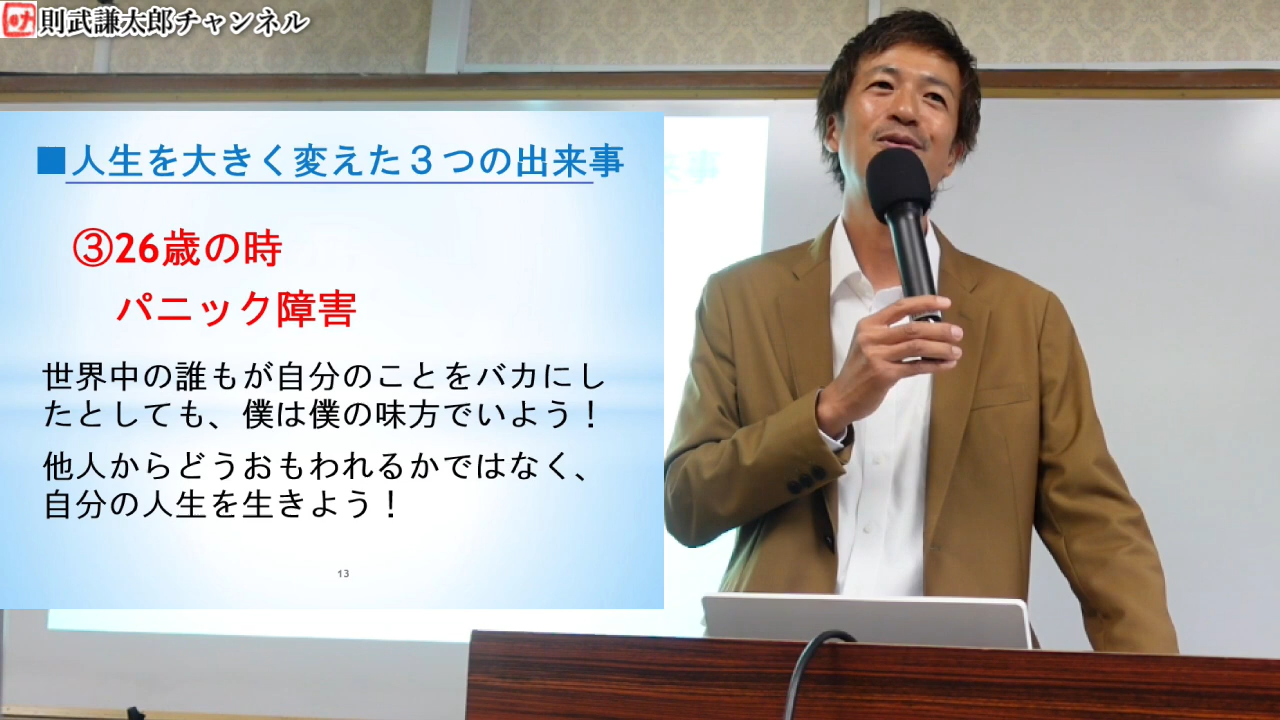 則武謙太郎チャンネル
■人生を大きく変えた３つの出来事
③26歳の時
パニック障害
世界中の誰もが自分のことをバカにし
たとしても、僕は僕の味方でいよう！
他人からどうおもわれるかではなく、
自分の人生を生きよう！
13
来事